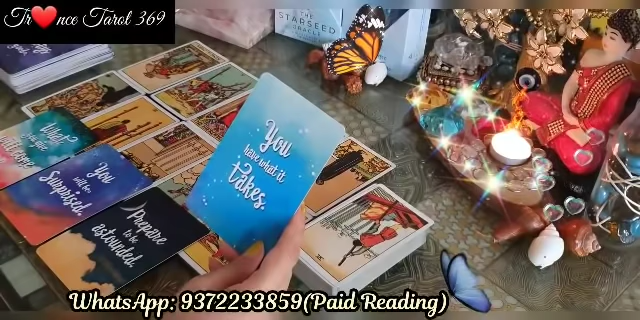 Tr❤nce Tarot 369
THE
STARSEED
ORACLE
You
have what it
takes.
What
You
will be
Surprised.
Prepare
to be
astounded.
WhatsApp: 9372233859(Paid Reading)